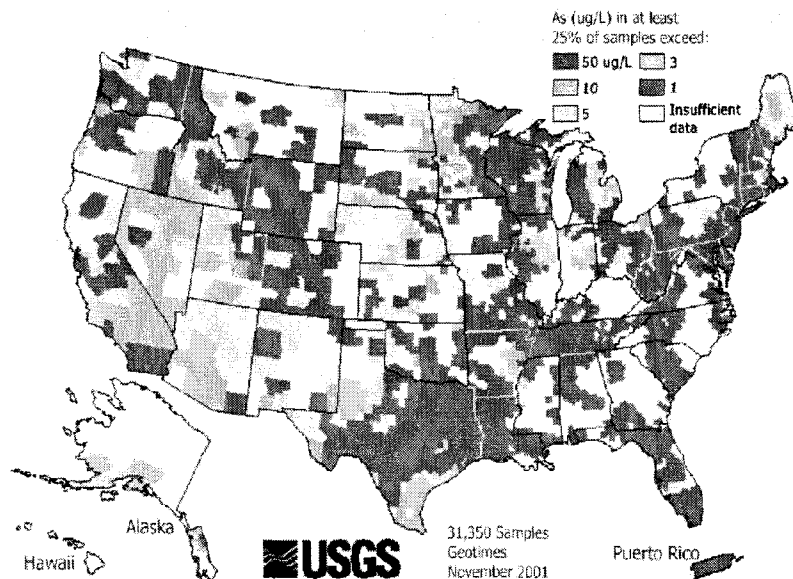 As (ug/L) in at least
25% of samples exceed:
50 ug/L 3
10 1
5 Insufficient
data
Alaska
Hawaii
USGS
31,350 Samples
Geotimes
November 2001
Puerto Rico